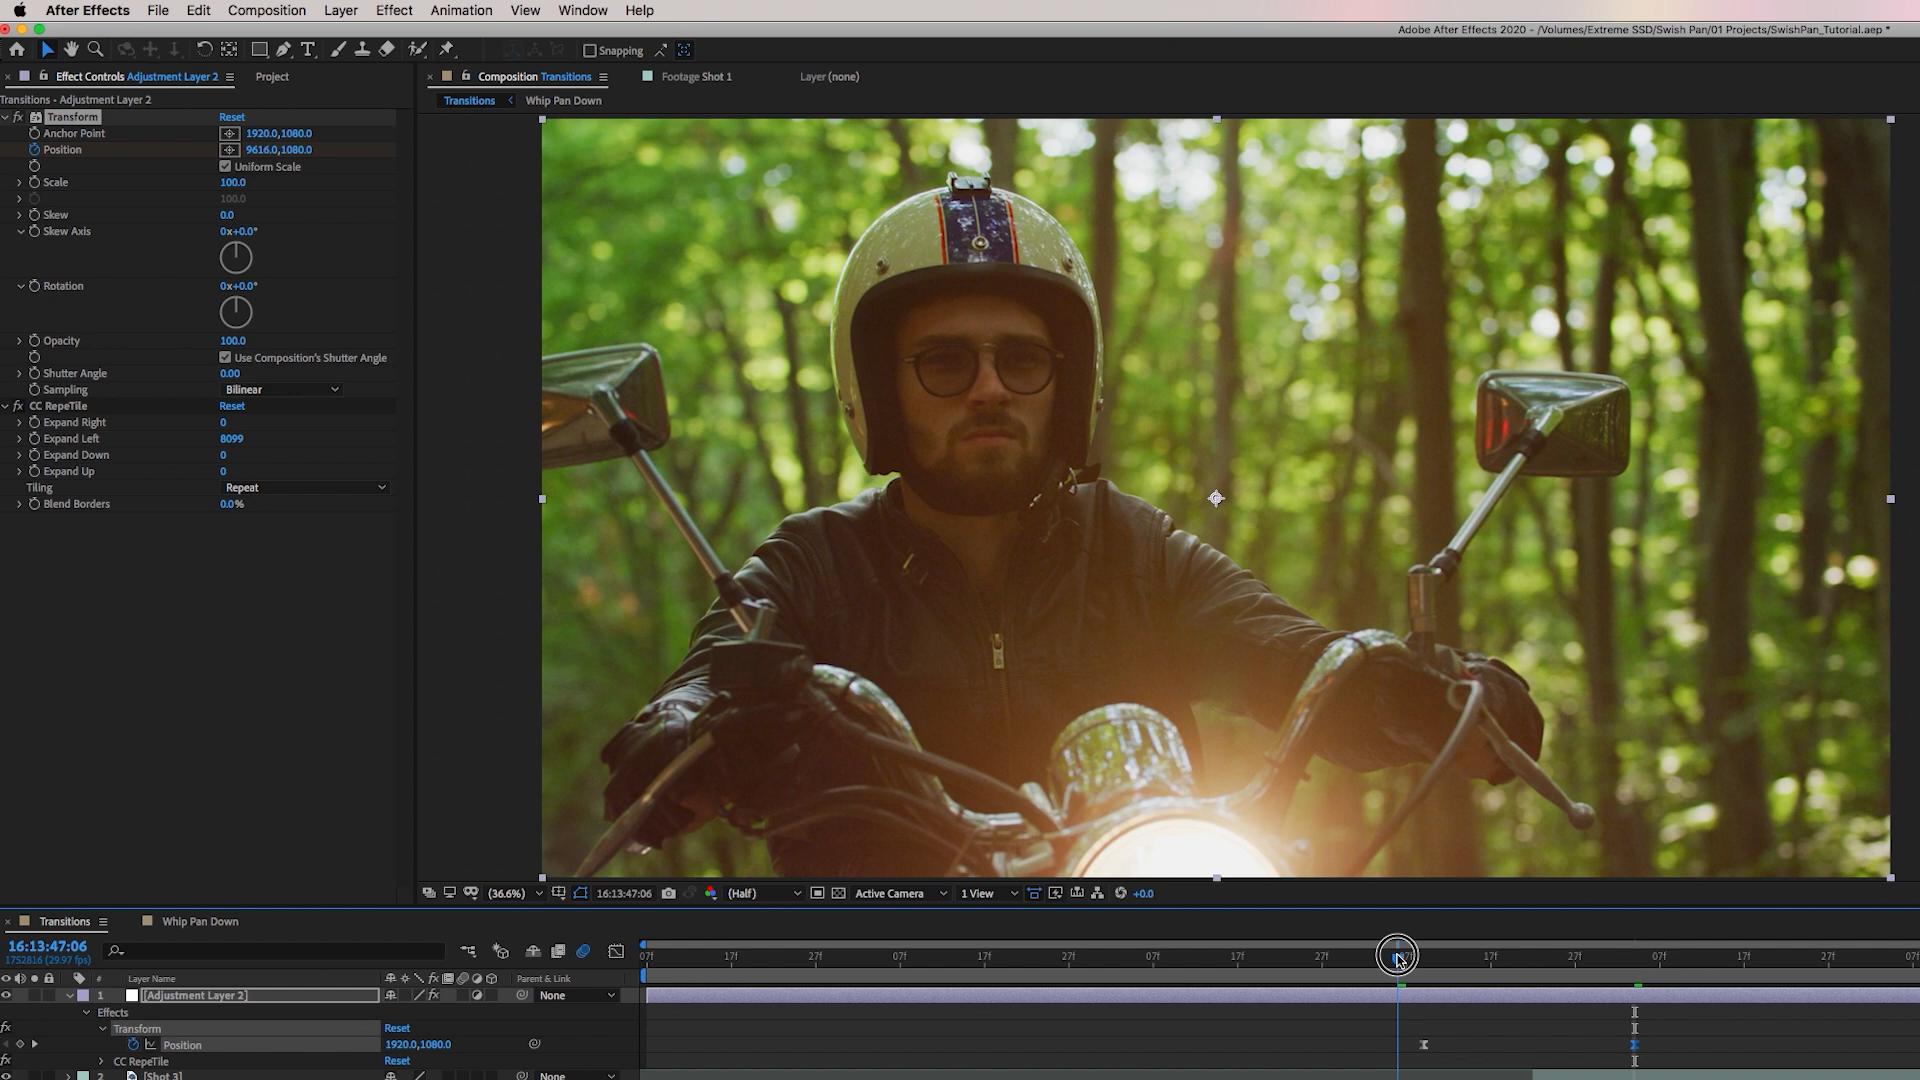 After Effects File Edit Composition Layer Effect Animation View Window Help
Adobe After Effects 2020 - /Volumes/Extreme SSD/Swish Pan/01 Projects/SwishPan_Tutorial.aep *
Snapping
Effect Controls Adjustment Layer 2
Project
Composition Transitions
Footage Shot 1
Layer (none)
Transitions - Adjustment Layer 2
Transitions
Whip Pan Down
fx Transform Reset
Anchor Point 1920.0,1080.0
Position 9616.0,1080.0
Uniform Scale
Scale 100.0
100.0
Skew 0.0
Skew Axis 0x+0.0°
Rotation 0x+0.0°
Opacity 100.0
Use Composition's Shutter Angle
Shutter Angle 0.00
Sampling Bilinear
fx CC RepeTile Reset
Expand Right 0
Expand Left 8099
Expand Down 0
Expand Up 0
Tiling Repeat
Blend Borders 0.0%
(36.6%) 16:13:47:06 (Half) Active Camera 1 View +0.0
Transitions
Whip Pan Down
16:13:47:06
1752816 (29.97 fps)
07f 17f 27f 07f 17f 27f 07f 17f 27f 07f 17f 27f 07f 17f 27f 07f
# Layer Name fx Parent & Link
1 [Adjustment Layer 2] fx None
Effects
fx Transform Reset
Position 1920.0,1080.0
fx CC RepeTile Reset
2 [Shot 3] None